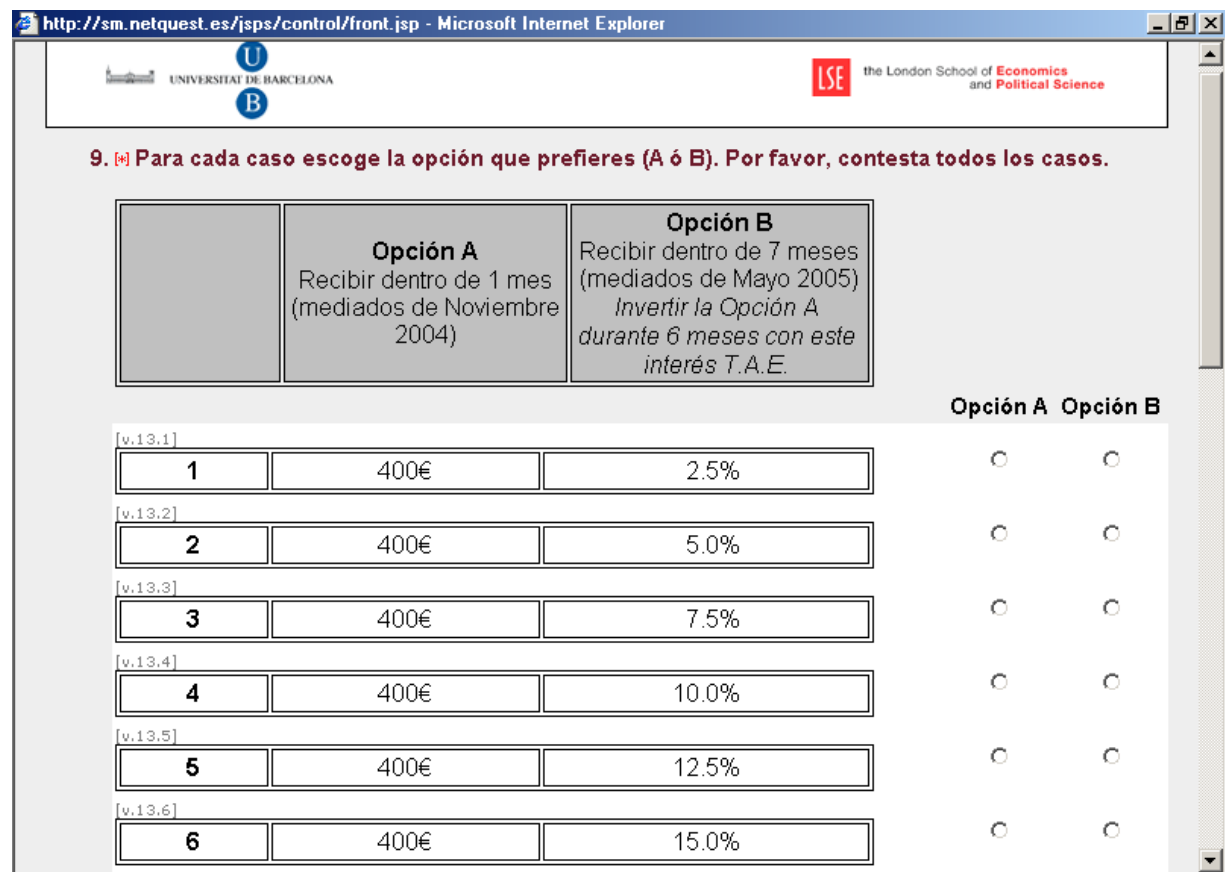 http://sm.netquest.es/jsps/control/front.jsp - Microsoft Internet Explorer
U
UNIVERSITAT DE BARCELONA
B
LSE
the London School of Economics
and Political Science
9. [*] Para cada caso escoge la opción que prefieres (A ó B). Por favor, contesta todos los casos.
Opción A
Recibir dentro de 1 mes
(mediados de Noviembre
2004)
Opción B
Recibir dentro de 7 meses
(mediados de Mayo 2005)
Invertir la Opción A
durante 6 meses con este
interés T.A.E.
Opción A Opción B
[v.13.1]
1 400€ 2.5%
[v.13.2]
2 400€ 5.0%
[v.13.3]
3 400€ 7.5%
[v.13.4]
4 400€ 10.0%
[v.13.5]
5 400€ 12.5%
[v.13.6]
6 400€ 15.0%